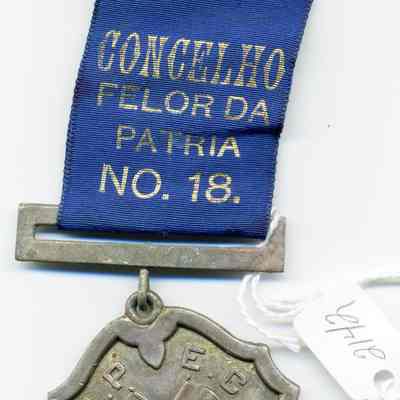 CONCELHO
FELOR DA
PATRIA
NO. 18.